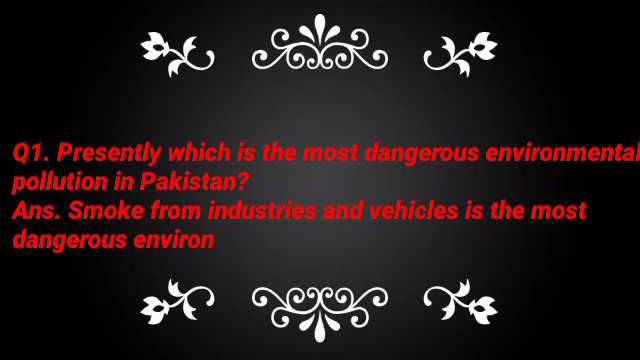 Q1. Presently which is the most dangerous environmental
pollution in Pakistan?
Ans. Smoke from industries and vehicles is the most
dangerous environ